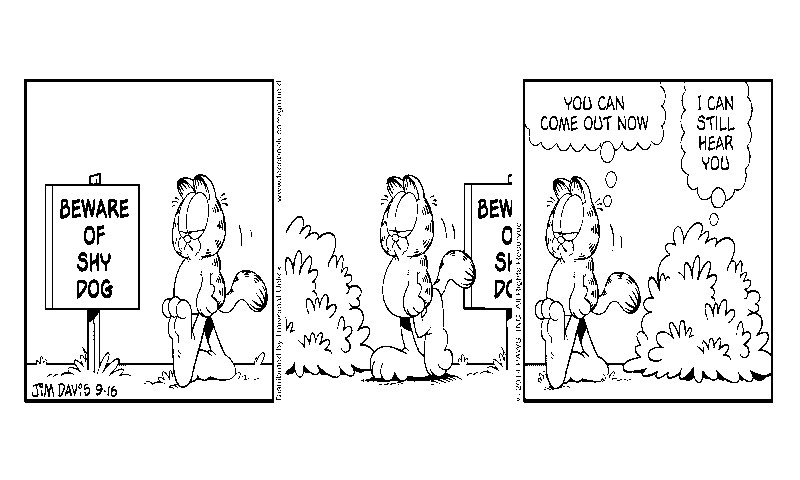 BEWARE
OF
SHY
DOG
JIM DAVIS 9-16
BEW
O
SH
DO
YOU CAN
COME OUT NOW
I CAN
STILL
HEAR
YOU